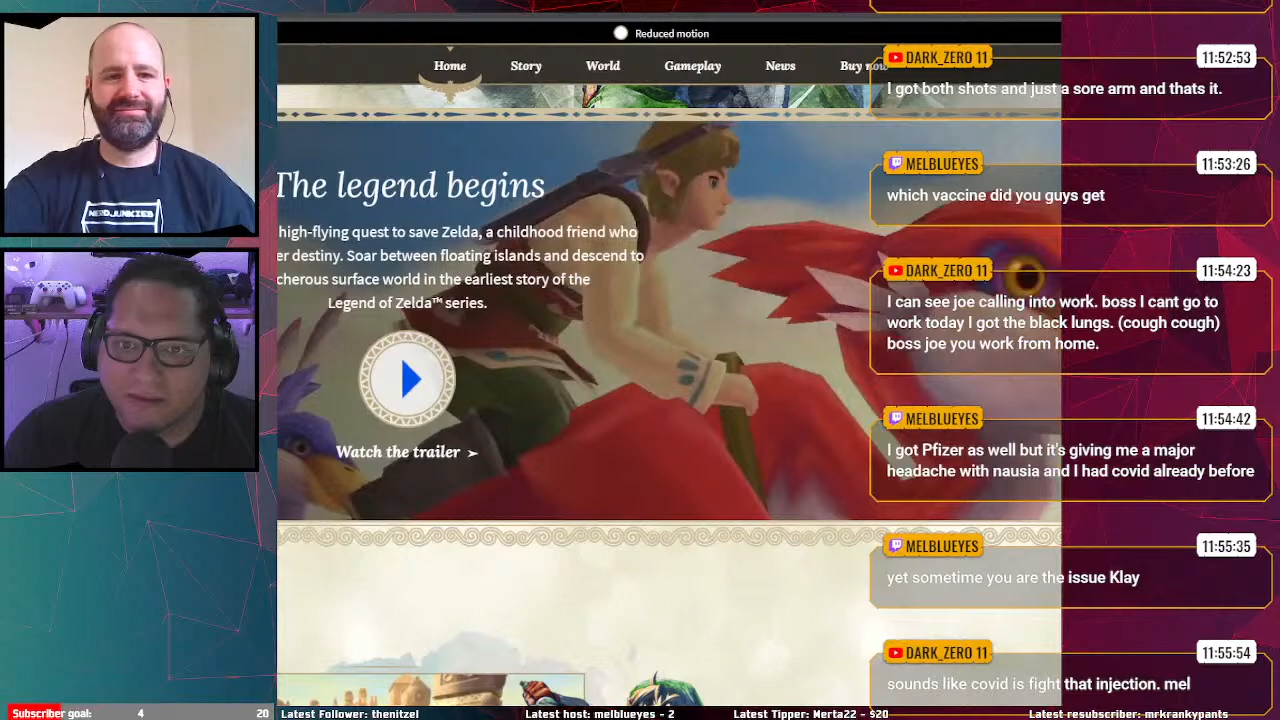 Reduced motion
Home Story World Gameplay News Buy now
The legend begins
high-flying quest to save Zelda, a childhood friend who
er destiny. Soar between floating islands and descend to
cherous surface world in the earliest story of the
Legend of Zelda™ series.
Watch the trailer ➤
NERDJUNKIES
DARK_ZERO 11 11:52:53
I got both shots and just a sore arm and thats it.
MELBLUEYES 11:53:26
which vaccine did you guys get
DARK_ZERO 11 11:54:23
I can see joe calling into work. boss I cant go to
work today I got the black lungs. (cough cough)
boss joe you work from home.
MELBLUEYES 11:54:42
I got Pfizer as well but it's giving me a major
headache with nausia and I had covid already before
MELBLUEYES 11:55:35
yet sometime you are the issue Klay
DARK_ZERO 11 11:55:54
sounds like covid is fight that injection. mel
Subscriber goal: 4 20 Latest Follower: thenitzel Latest host: melblueyes - 2 Latest Tipper: Merta22 - $20 Latest resubscriber: mrkrankypants